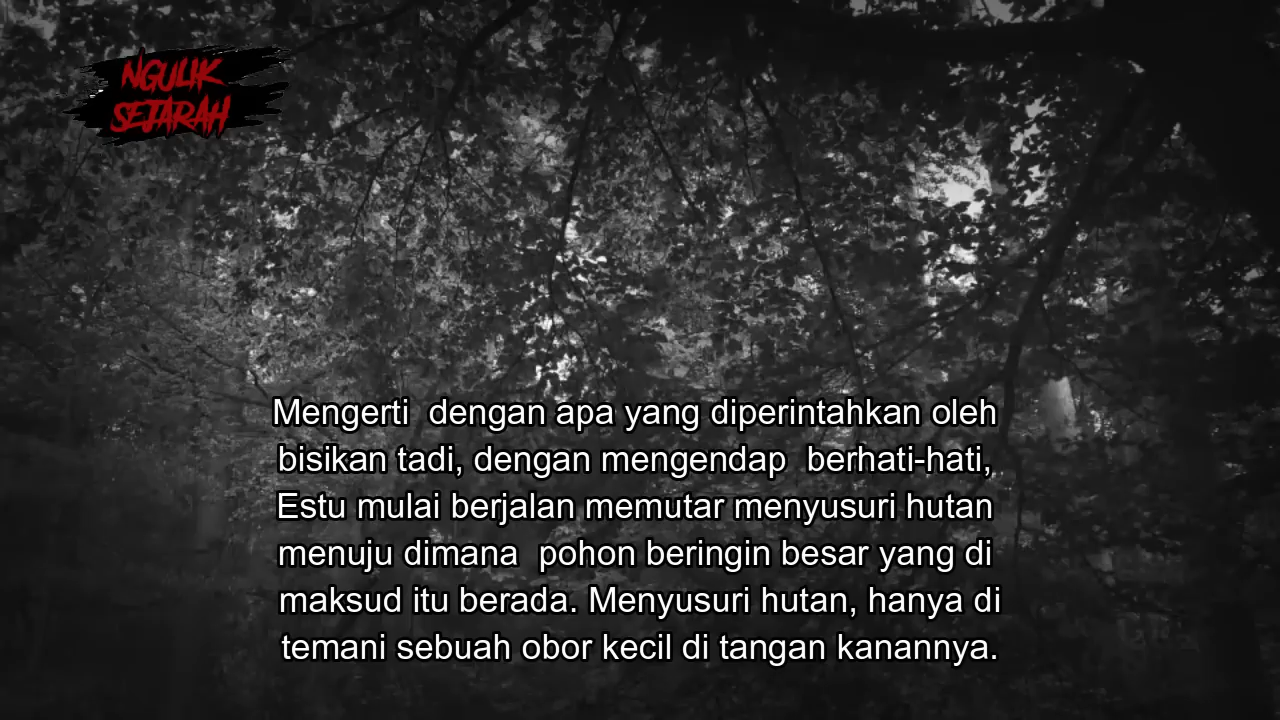 NGULIK
SEJARAH
Mengerti  dengan apa yang diperintahkan oleh
bisikan tadi, dengan mengendap  berhati-hati,
Estu mulai berjalan memutar menyusuri hutan
menuju dimana  pohon beringin besar yang di
maksud itu berada. Menyusuri hutan, hanya di
temani sebuah obor kecil di tangan kanannya.